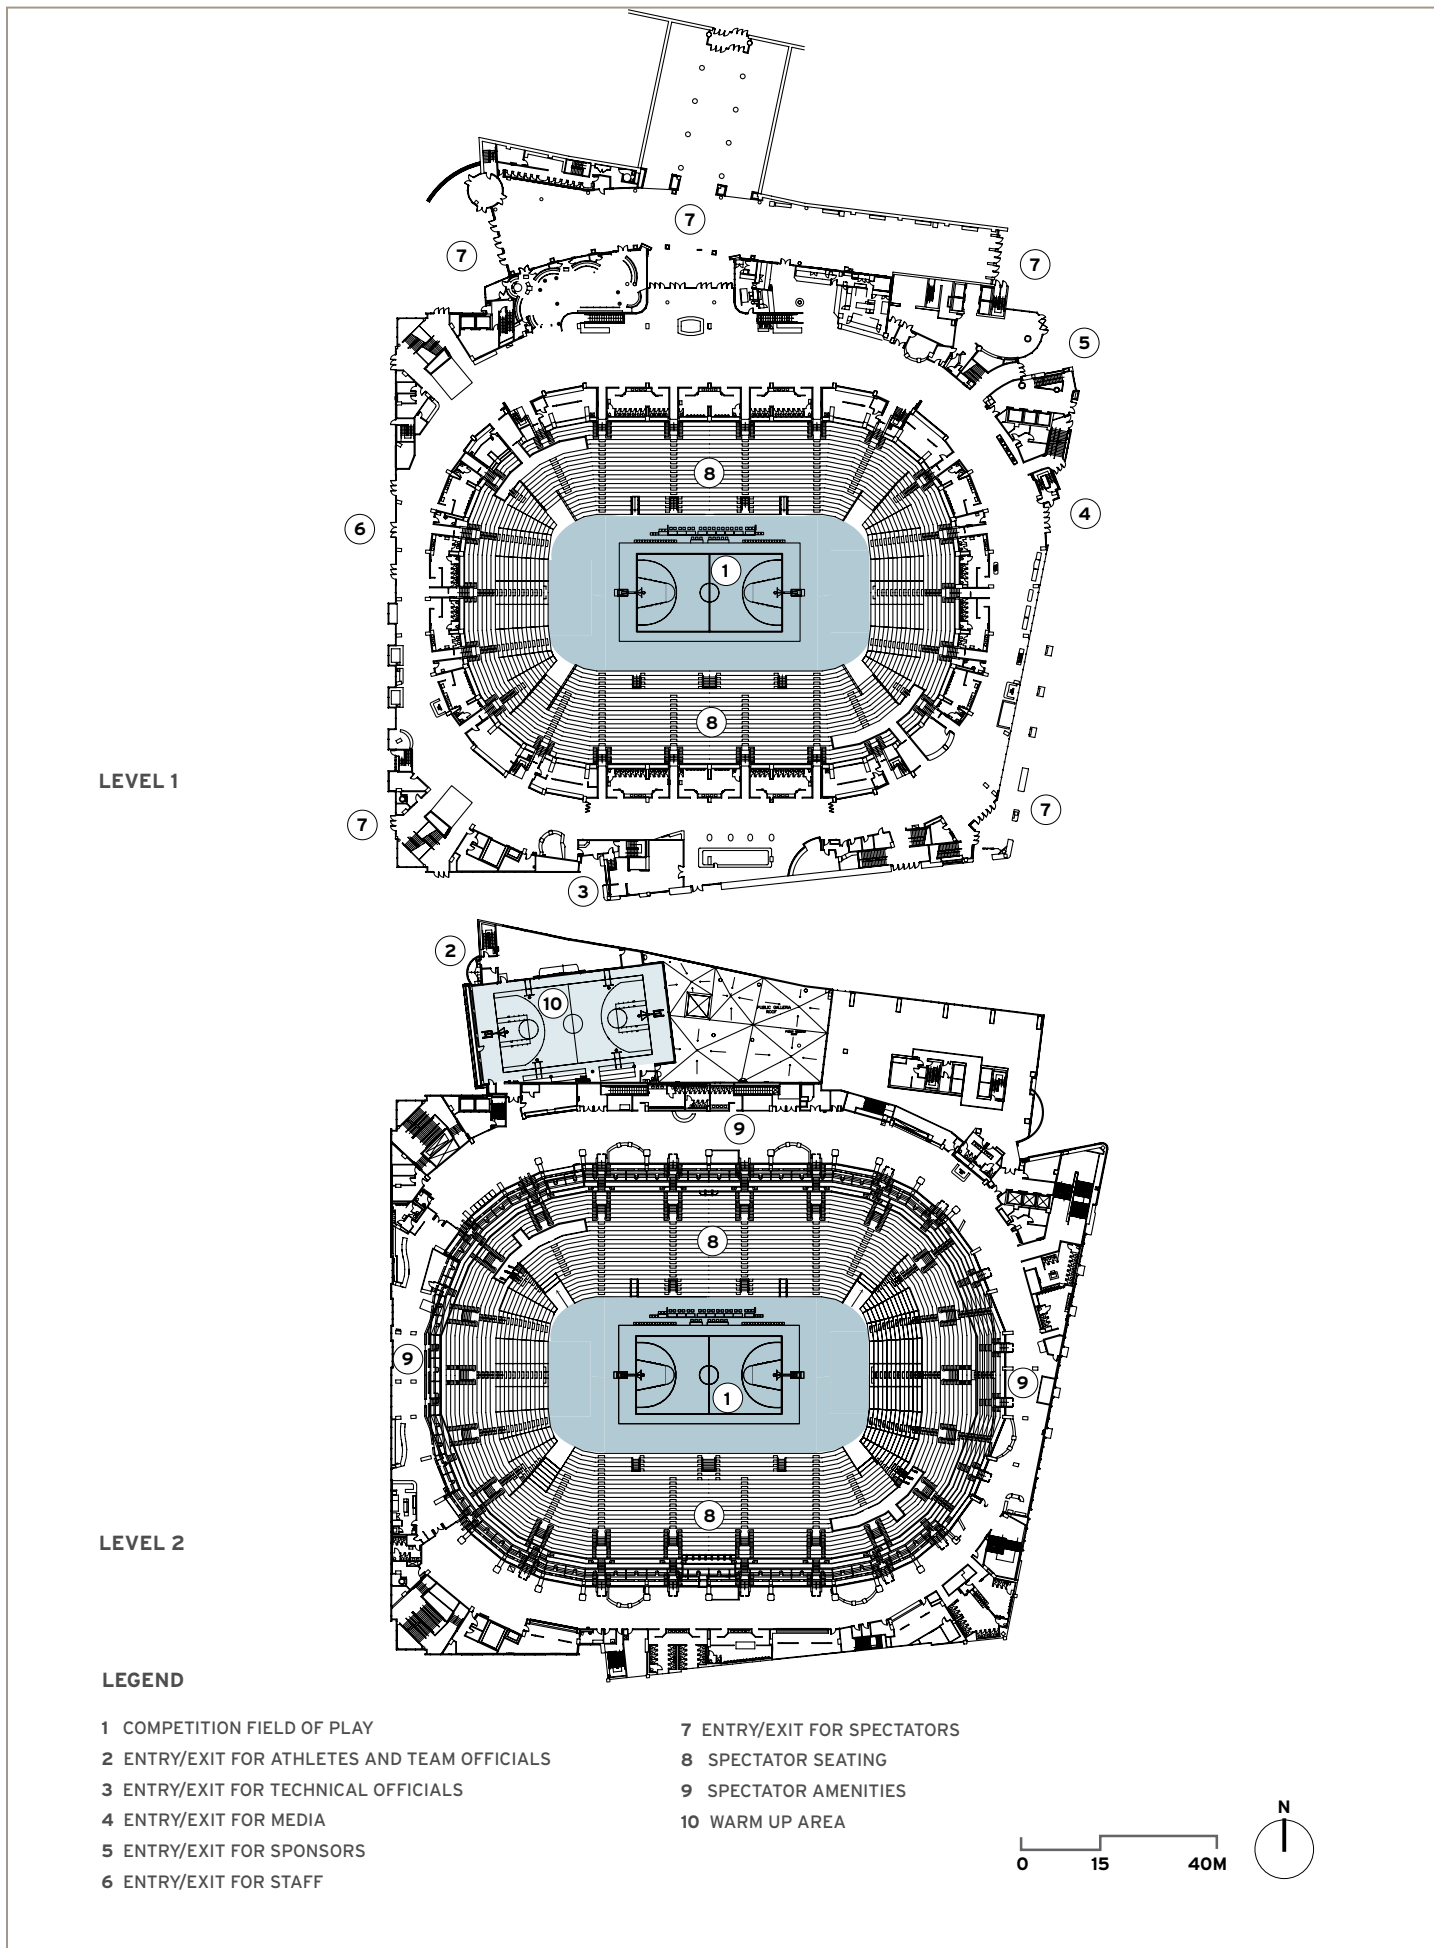 7
7
7
5
8
6
4
1
8
LEVEL 1
7
7
3
2
10
PUBLIC GALLERIA
ROOF
9
8
9
9
1
8
LEVEL 2
LEGEND
1 COMPETITION FIELD OF PLAY
2 ENTRY/EXIT FOR ATHLETES AND TEAM OFFICIALS
3 ENTRY/EXIT FOR TECHNICAL OFFICIALS
4 ENTRY/EXIT FOR MEDIA
5 ENTRY/EXIT FOR SPONSORS
6 ENTRY/EXIT FOR STAFF
7 ENTRY/EXIT FOR SPECTATORS
8 SPECTATOR SEATING
9 SPECTATOR AMENITIES
10 WARM UP AREA
0 15 40M
N